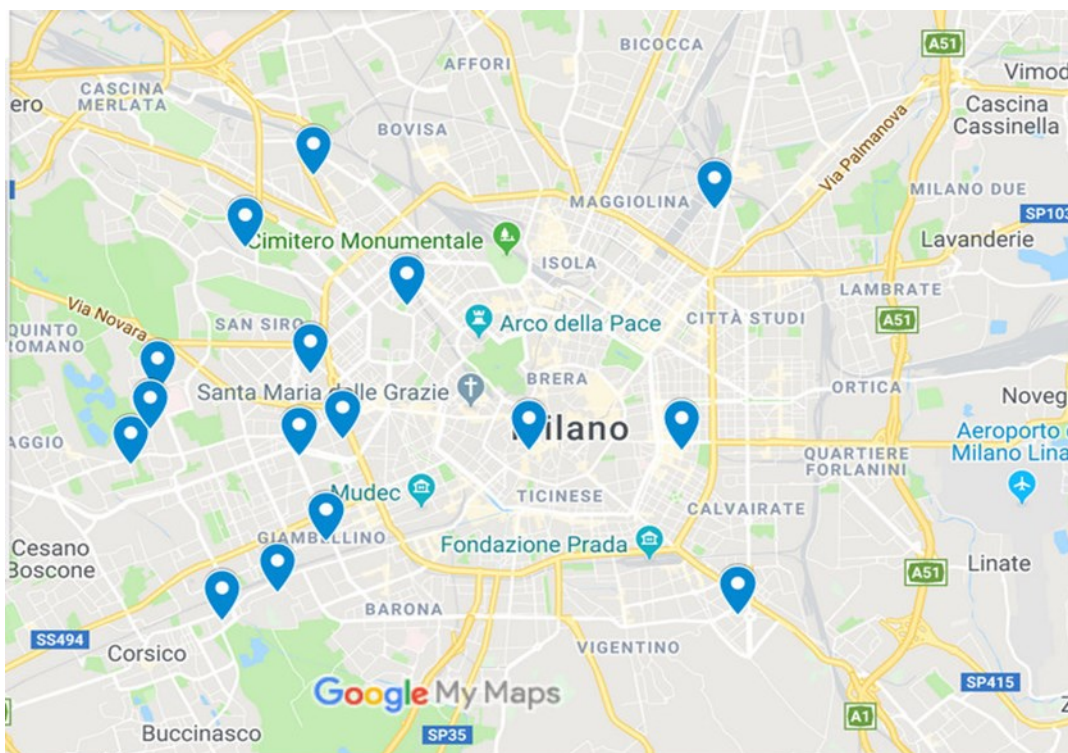 BICOCCA
A51
AFFORI
Vimod
CASCINA
MERLATA
ero
Cascina
Cassinella
Via Palmanova
BOVISA
MILANO DUE
MAGGIOLINA
SP103
Cimitero Monumentale
Lavanderie
ISOLA
LAMBRATE
Via Novara
SAN SIRO
Arco della Pace
CITTÀ STUDI
A51
QUINTO
ROMANO
BRERA
Santa Maria delle Grazie
ORTICA
Noveg
Milano
AGGIO
Aeroporto
Milano Lina
QUARTIERE
FORLANINI
Mudec
TICINESE
CALVAIRATE
GIAMBELLINO
Fondazione Prada
Cesano
Boscone
Linate
A51
BARONA
SS494
VIGENTINO
Corsico
SP415
Google My Maps
A1
Buccinasco
SP35